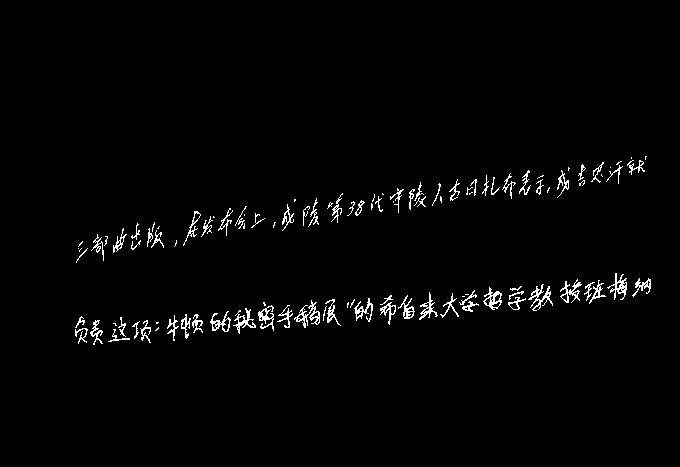 三部曲出版,在发布会上,成陵第38代守陵人古日扎布表示,成吉思汗就
负责这项:牛顿的秘密手稿展"的希伯来大学哲学教授班梅纳